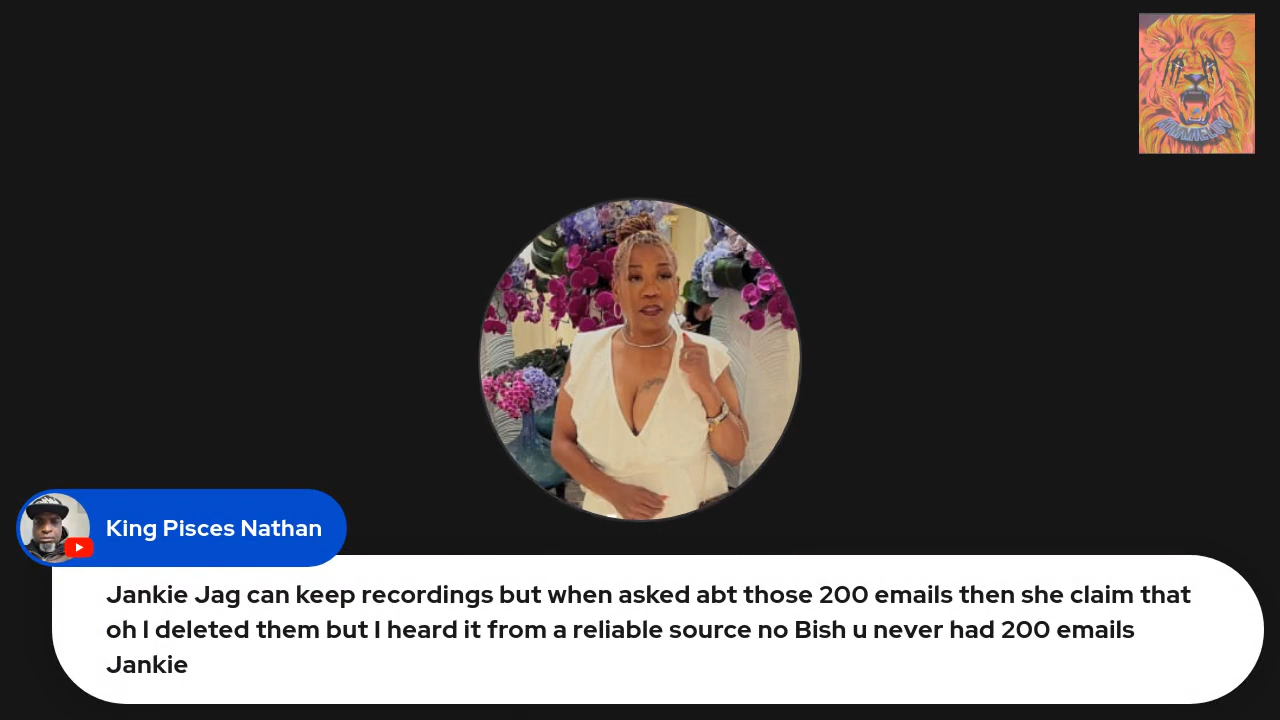 King Pisces Nathan
Jankie Jag can keep recordings but when asked abt those 200 emails then she claim that
oh I deleted them but I heard it from a reliable source no Bish u never had 200 emails
Jankie